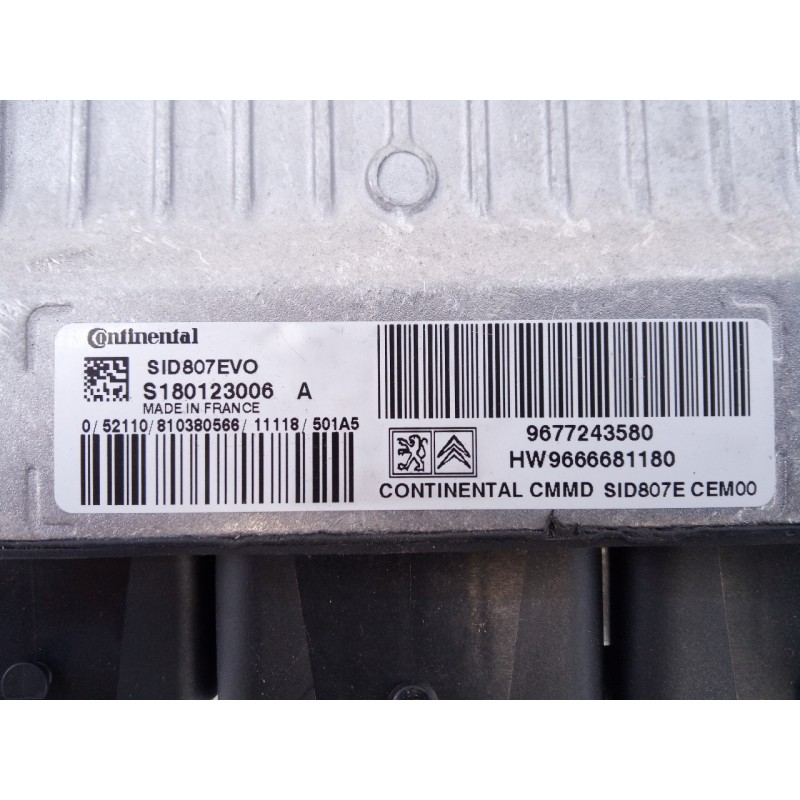 Continental
SID807EVO
S180123006 A
MADE IN FRANCE
0/52110/810380566/11118/501A5
9677243580
HW9666681180
CONTINENTAL CMMD SID807E CEM00